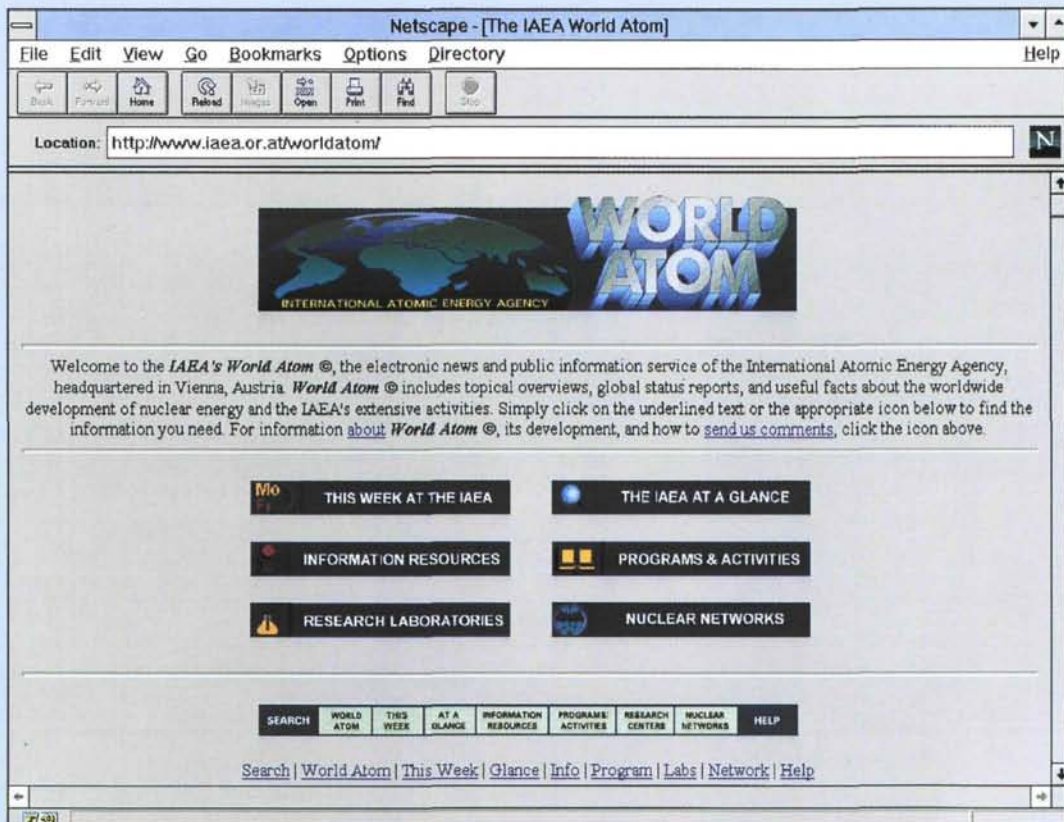 Netscape - [The IAEA World Atom]
File Edit View Go Bookmarks Options Directory Help
Back Forward Home Reload Images Open Print Find Stop
Location: http://www.iaea.or.at/worldatom/
N
WORLD
ATOM
INTERNATIONAL ATOMIC ENERGY AGENCY
Welcome to the IAEA's World Atom ©, the electronic news and public information service of the International Atomic Energy Agency,
headquartered in Vienna, Austria. World Atom © includes topical overviews, global status reports, and useful facts about the worldwide
development of nuclear energy and the IAEA's extensive activities. Simply click on the underlined text or the appropriate icon below to find the
information you need. For information about World Atom ©, its development, and how to send us comments, click the icon above.
Mo THIS WEEK AT THE IAEA THE IAEA AT A GLANCE
Fr
INFORMATION RESOURCES PROGRAMS & ACTIVITIES
RESEARCH LABORATORIES NUCLEAR NETWORKS
SEARCH WORLD ATOM THIS WEEK AT A GLANCE INFORMATION RESOURCES PROGRAMS/ ACTIVITIES RESEARCH CENTERS NUCLEAR NETWORKS HELP
Search | World Atom | This Week | Glance | Info | Program | Labs | Network | Help